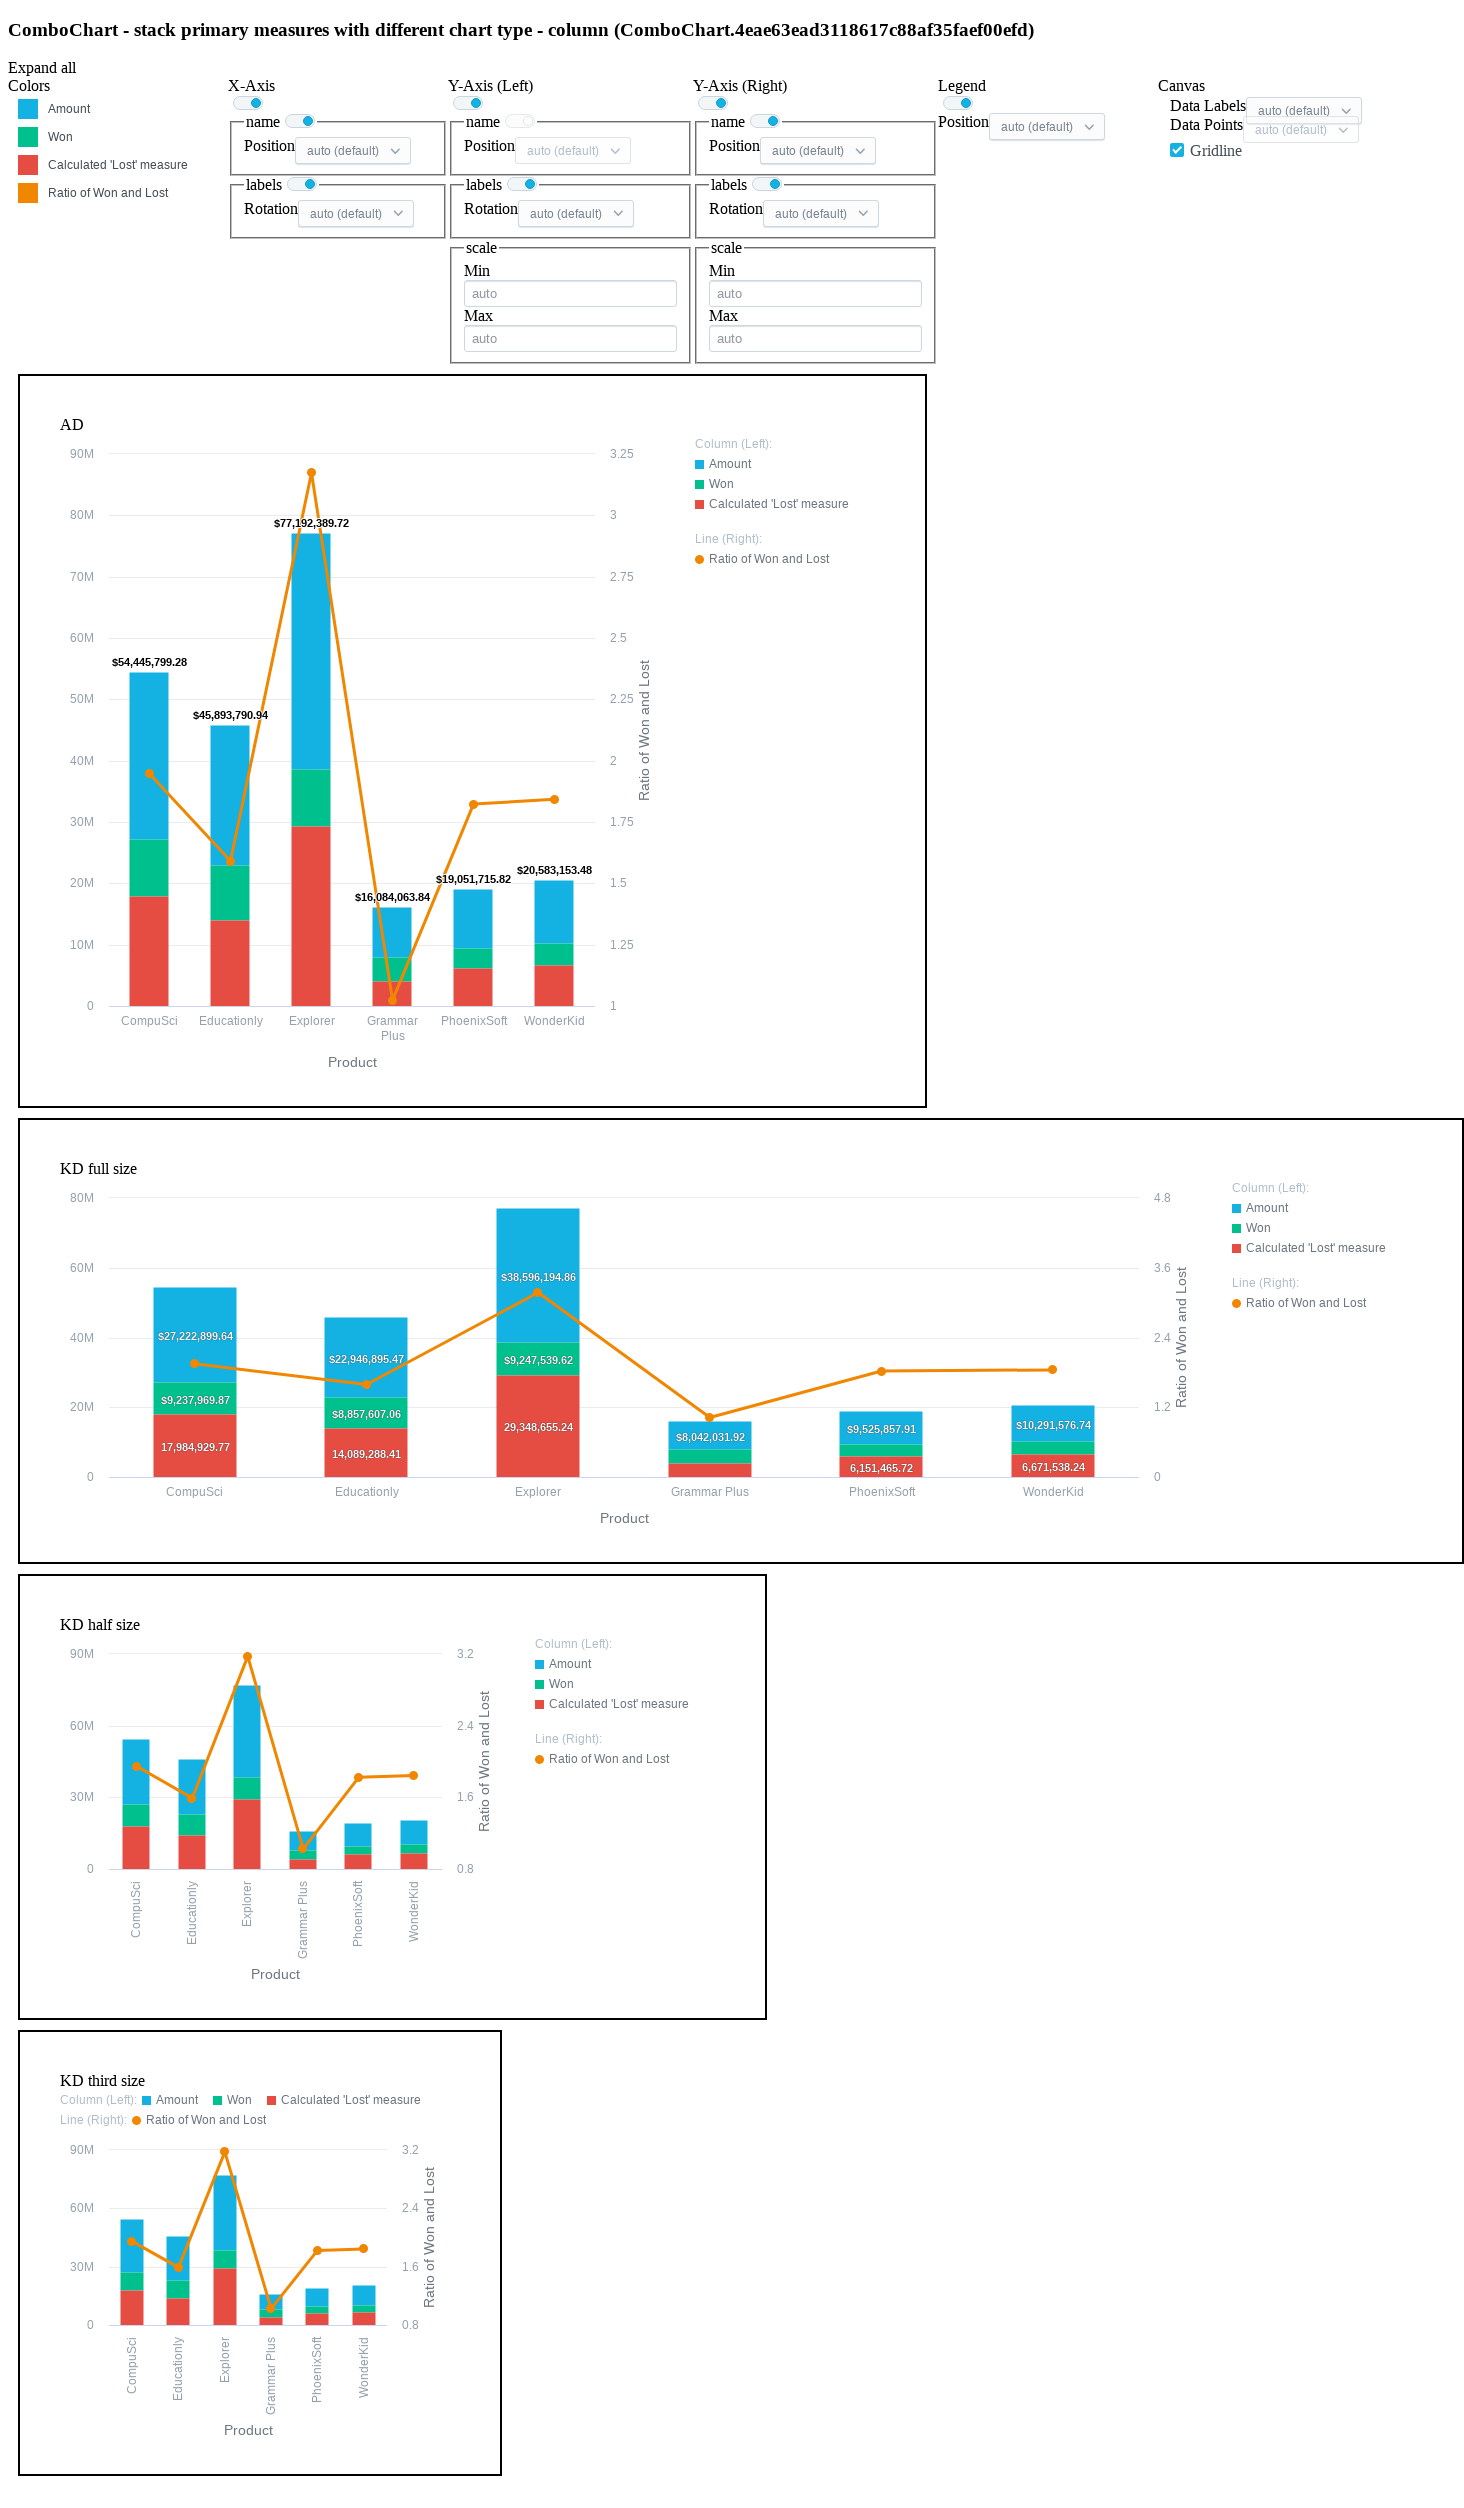 ComboChart - stack primary measures with different chart type - column (ComboChart.4eae63ead3118617c88af35faef00efd)
Expand all
Colors
Amount
Won
Calculated 'Lost' measure
Ratio of Won and Lost
X-Axis
name
Position auto (default)
labels
Rotation auto (default)
Y-Axis (Left)
name
Position auto (default)
labels
Rotation auto (default)
scale
Min
auto
Max
auto
Y-Axis (Right)
name
Position auto (default)
labels
Rotation auto (default)
scale
Min
auto
Max
auto
Legend
Position auto (default)
Canvas
Data Labels auto (default)
Data Points auto (default)
Gridline
AD
90M
80M
70M
60M
50M
40M
30M
20M
10M
0
$54,445,799.28
$45,893,790.94
$77,192,389.72
$16,084,063.84
$19,051,715.82
$20,583,153.48
3.25
3
2.75
2.5
2.25
2
1.75
1.5
1.25
1
Ratio of Won and Lost
CompuSci
Educationly
Explorer
Grammar
Plus
PhoenixSoft
WonderKid
Product
Column (Left):
Amount
Won
Calculated 'Lost' measure
Line (Right):
Ratio of Won and Lost
KD full size
80M
60M
40M
20M
0
$27,222,899.64
$9,237,969.87
17,984,929.77
$22,946,895.47
$8,857,607.06
14,089,288.41
$38,596,194.86
$9,247,539.62
29,348,655.24
$8,042,031.92
$9,525,857.91
6,151,465.72
$10,291,576.74
6,671,538.24
4.8
3.6
2.4
1.2
0
Ratio of Won and Lost
CompuSci
Educationly
Explorer
Grammar Plus
PhoenixSoft
WonderKid
Product
Column (Left):
Amount
Won
Calculated 'Lost' measure
Line (Right):
Ratio of Won and Lost
KD half size
90M
60M
30M
0
3.2
2.4
1.6
0.8
Ratio of Won and Lost
CompuSci
Educationly
Explorer
Grammar Plus
PhoenixSoft
WonderKid
Product
Column (Left):
Amount
Won
Calculated 'Lost' measure
Line (Right):
Ratio of Won and Lost
KD third size
Column (Left): Amount Won Calculated 'Lost' measure
Line (Right): Ratio of Won and Lost
90M
60M
30M
0
3.2
2.4
1.6
0.8
Ratio of Won and Lost
CompuSci
Educationly
Explorer
Grammar Plus
PhoenixSoft
WonderKid
Product